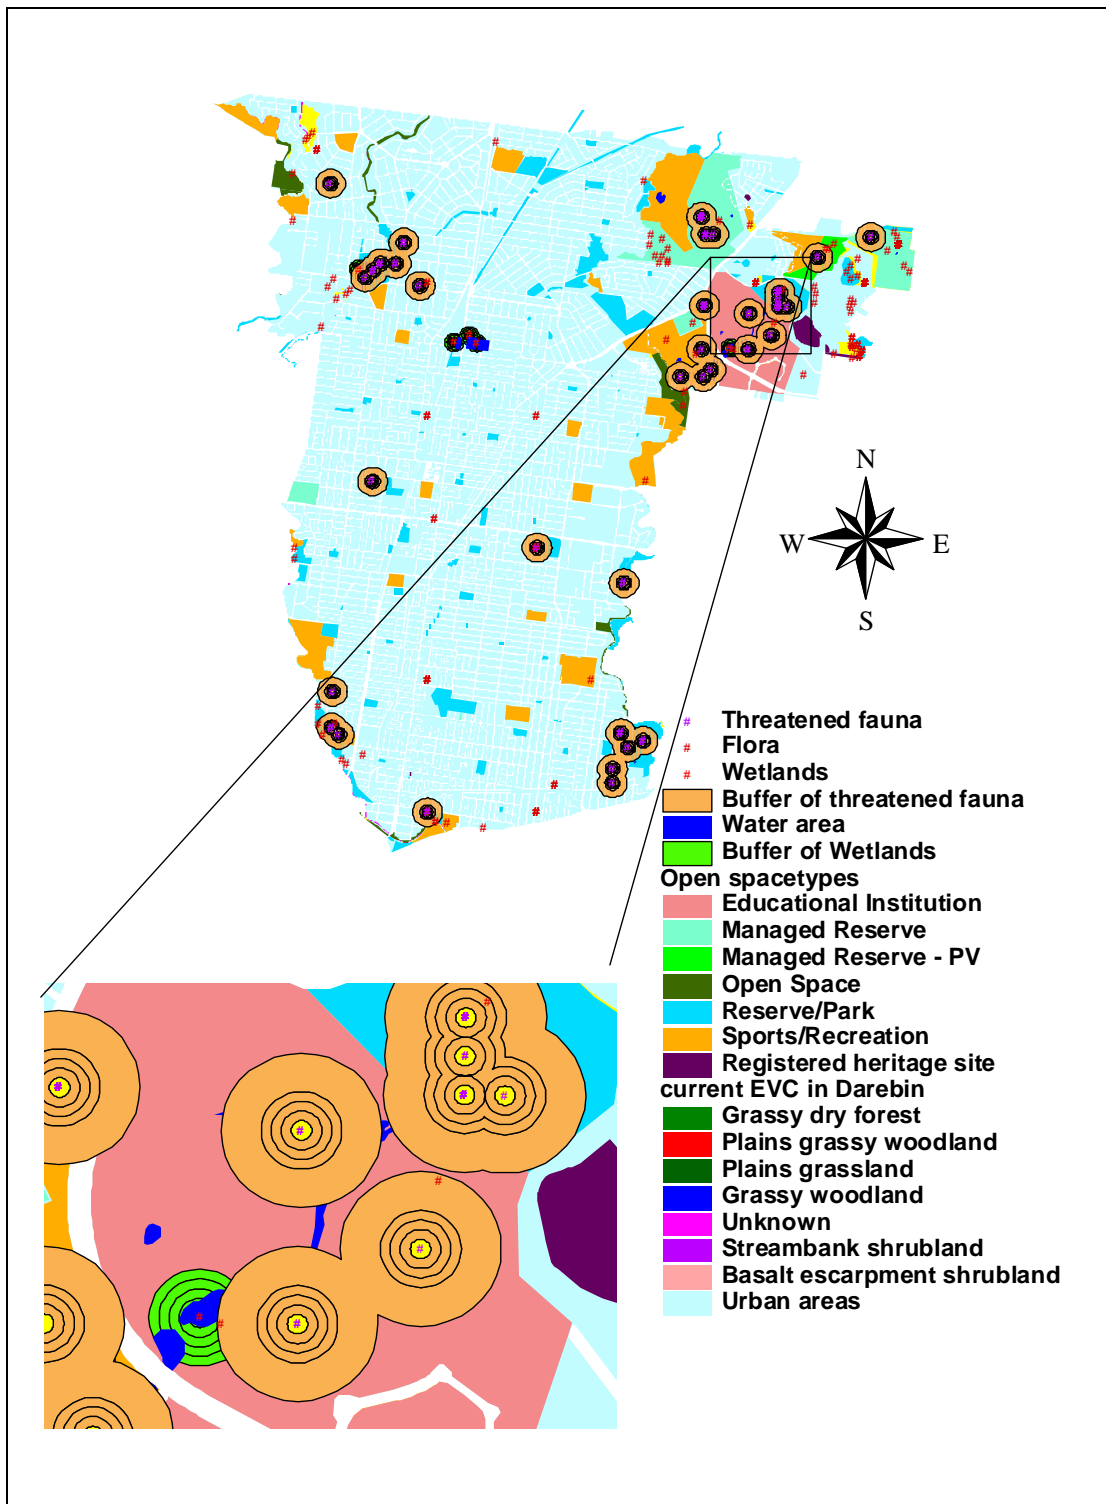 N
W E
S
# Threatened fauna
# Flora
# Wetlands
Buffer of threatened fauna
Water area
Buffer of Wetlands
Open spacetypes
Educational Institution
Managed Reserve
Managed Reserve - PV
Open Space
Reserve/Park
Sports/Recreation
Registered heritage site
current EVC in Darebin
Grassy dry forest
Plains grassy woodland
Plains grassland
Grassy woodland
Unknown
Streambank shrubland
Basalt escarpment shrubland
Urban areas